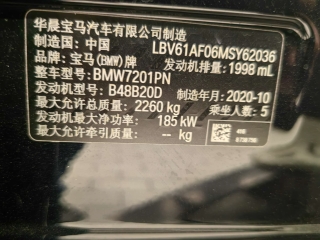 华晨宝马汽车有限公司制造
制造国：中国 LBV61AF06MSY62036
品牌：宝马(BMW)牌 发动机排量：1998 mL
整车型号：BMW7201PN
发动机型号：B48B20D 制造年月：2020-10
最大允许总质量：2260 kg 乘坐人数：5
发动机最大净功率：185 kW
最大允许牵引质量：-- kg